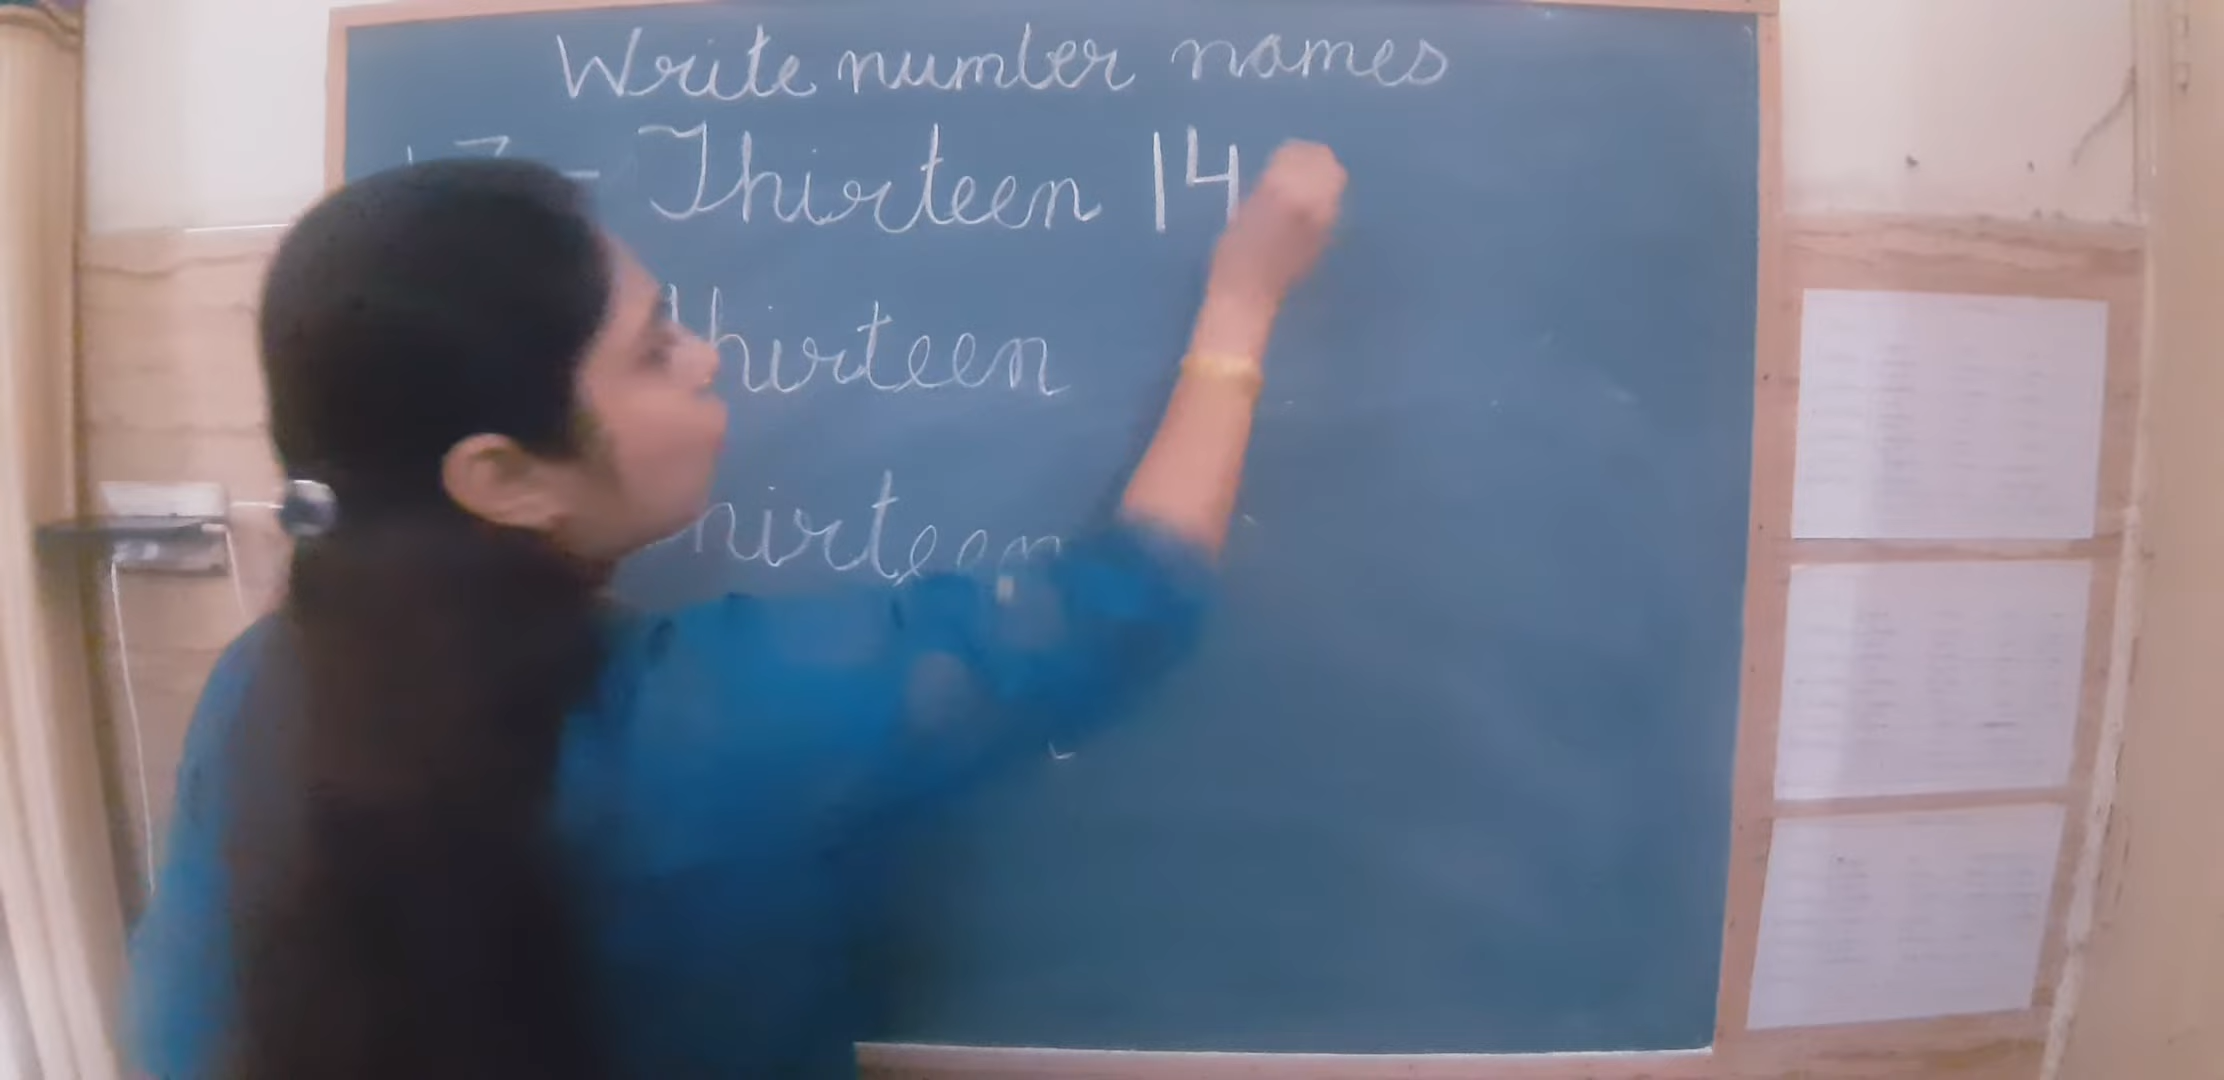 Write number names
13 - Thirteen 14
Thirteen
Thirteen